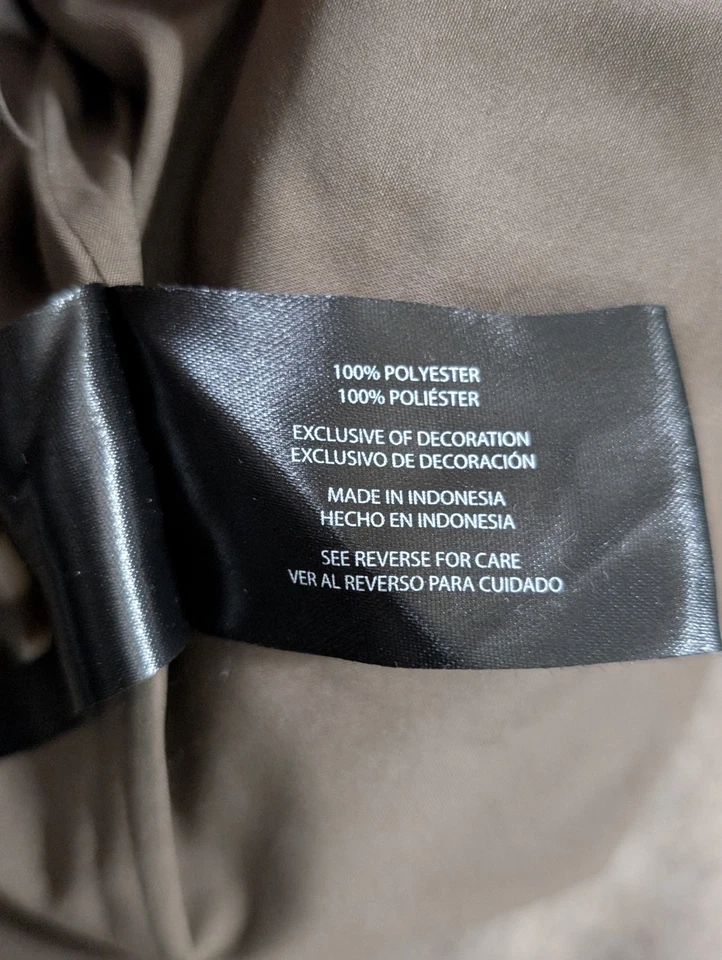 100% POLYESTER
100% POLIÉSTER
EXCLUSIVE OF DECORATION
EXCLUSIVO DE DECORACIÓN
MADE IN INDONESIA
HECHO EN INDONESIA
SEE REVERSE FOR CARE
VER AL REVERSO PARA CUIDADO